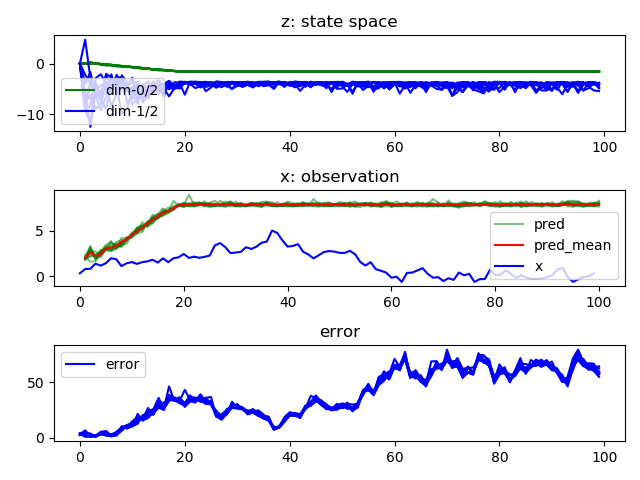 z: state space
0
−10
dim-0/2
dim-1/2
0 20 40 60 80 100
x: observation
5
0
pred
pred_mean
x
0 20 40 60 80 100
error
50
0
error
0 20 40 60 80 100